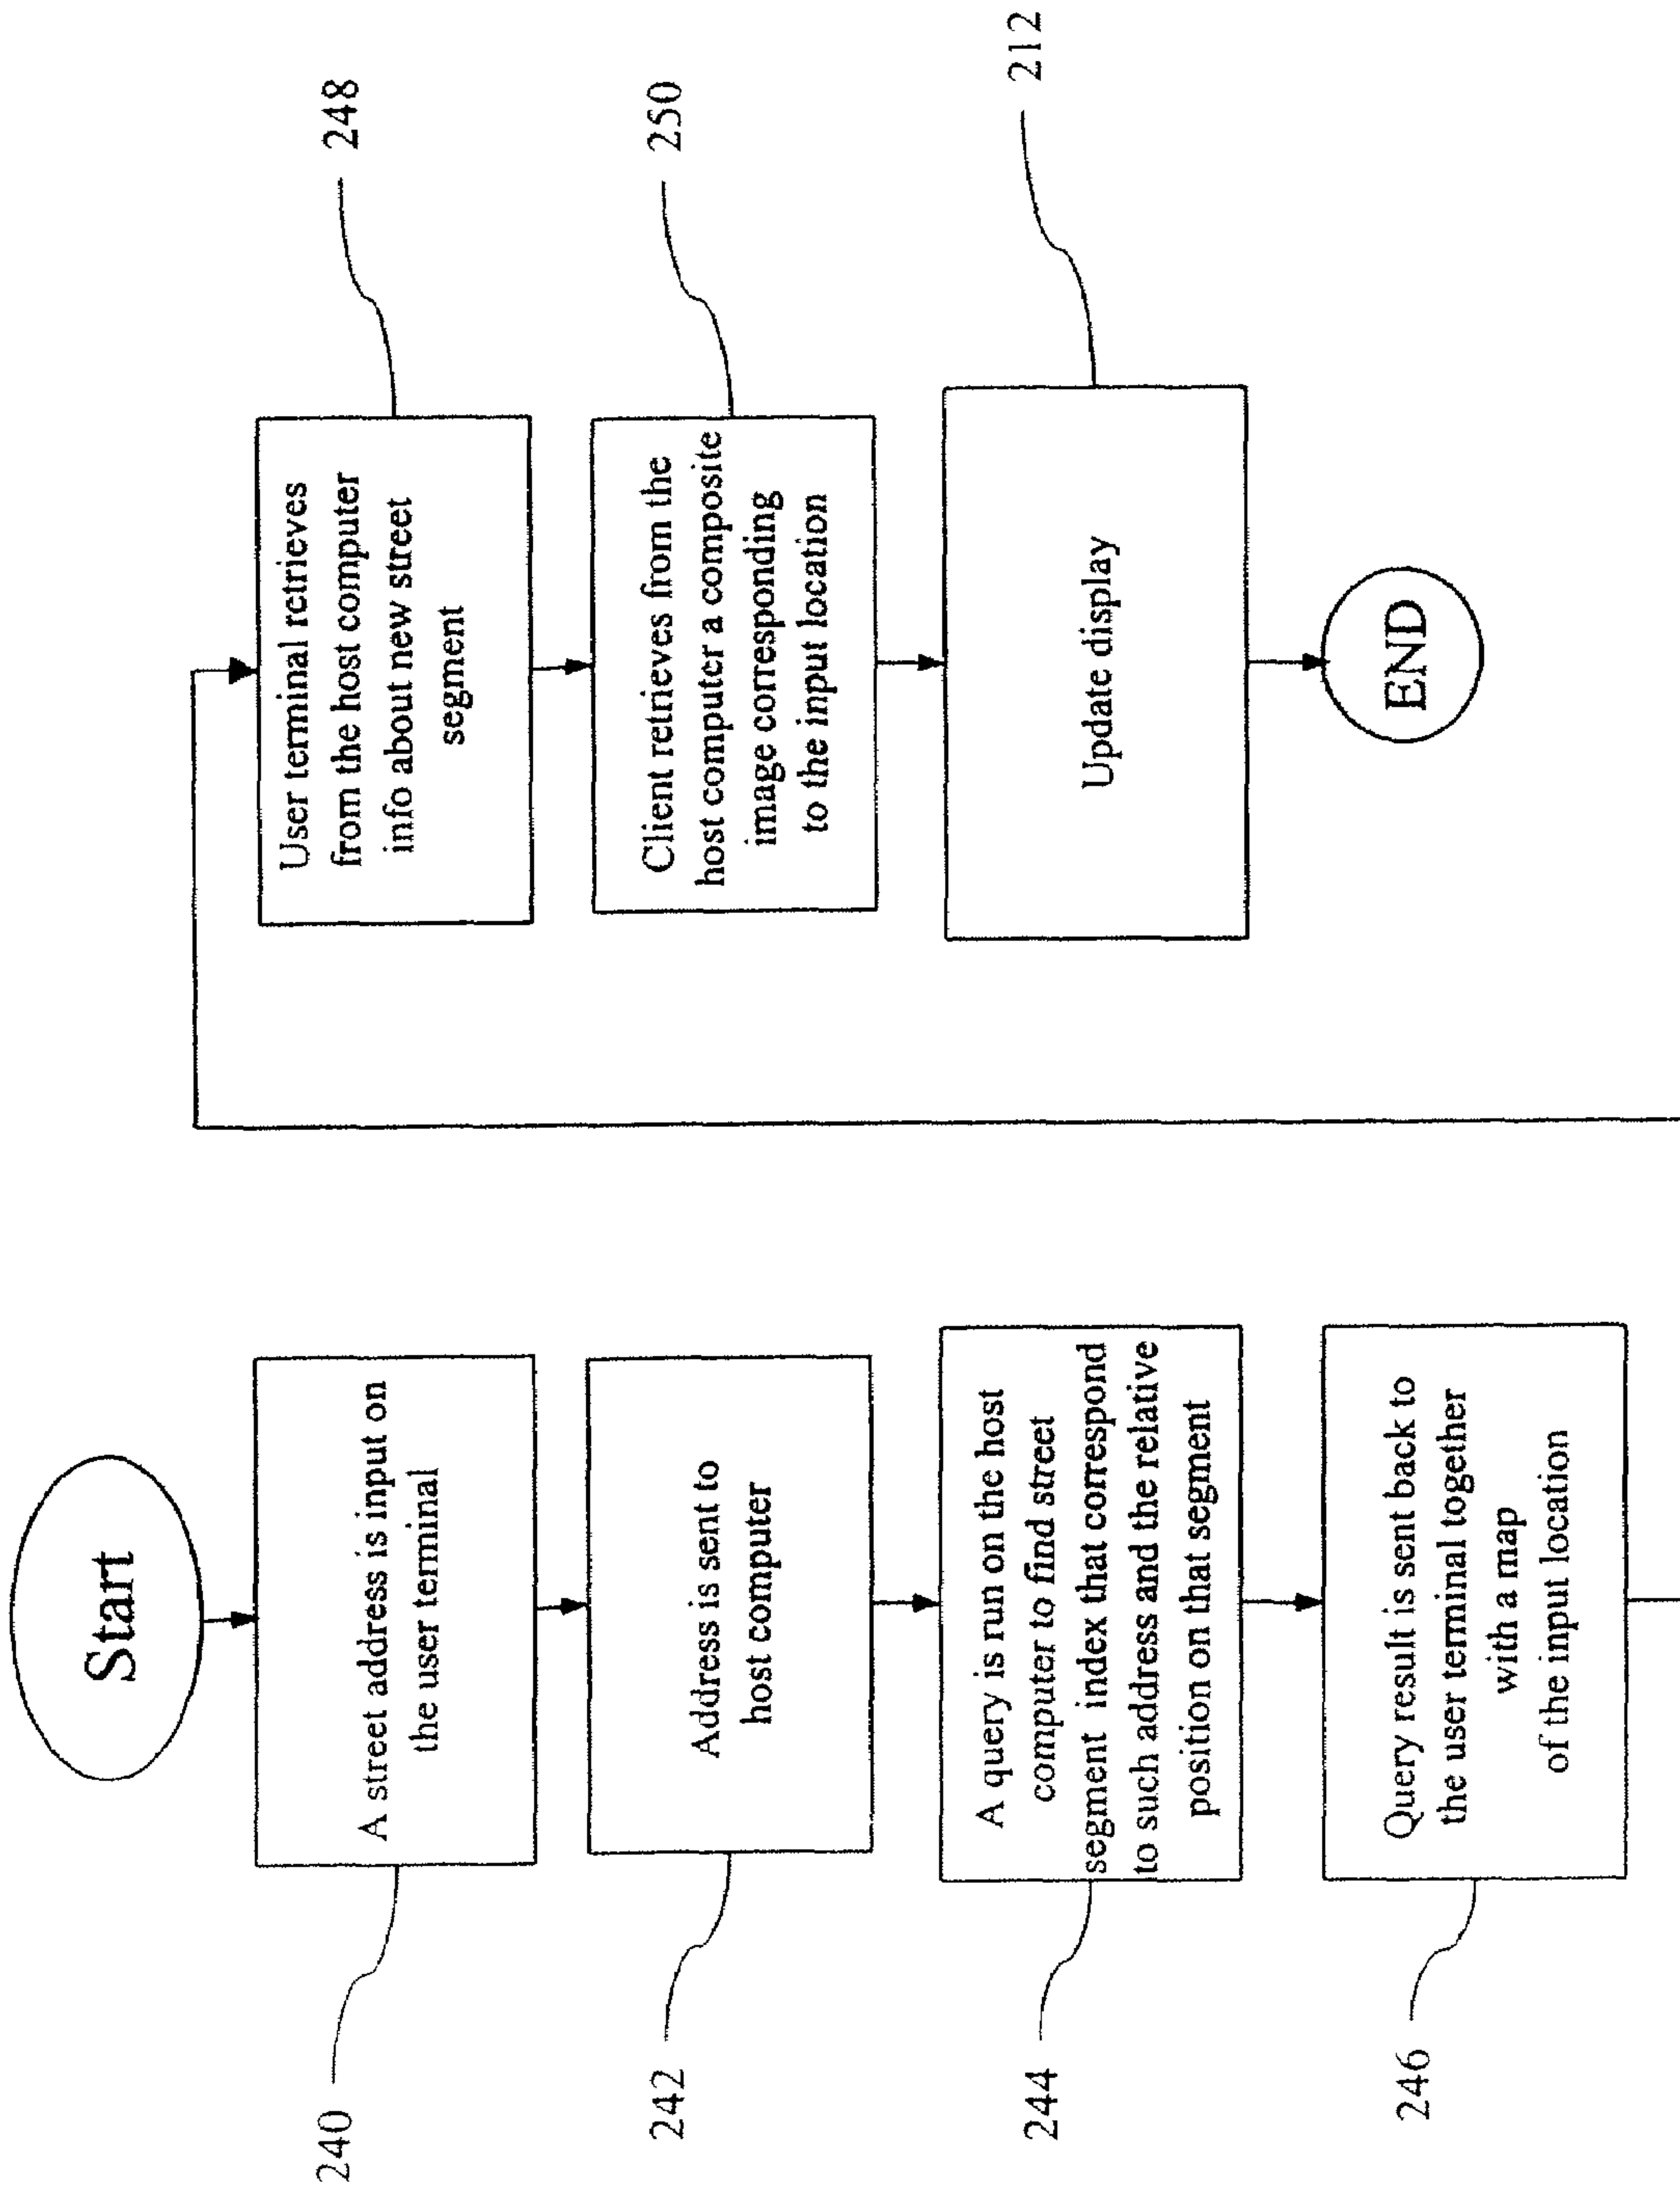 Start
240
A street address is input on
the user terminal
242
Address is sent to
host computer
244
A query is run on the host
computer to find street
segment index that correspond
to such address and the relative
position on that segment
246
Query result is sent back to
the user terminal together
with a map
of the input location
248
User terminal retrieves
from the host computer
info about new street
segment
250
Client retrieves from the
host computer a composite
image corresponding
to the input location
212
Update display
END